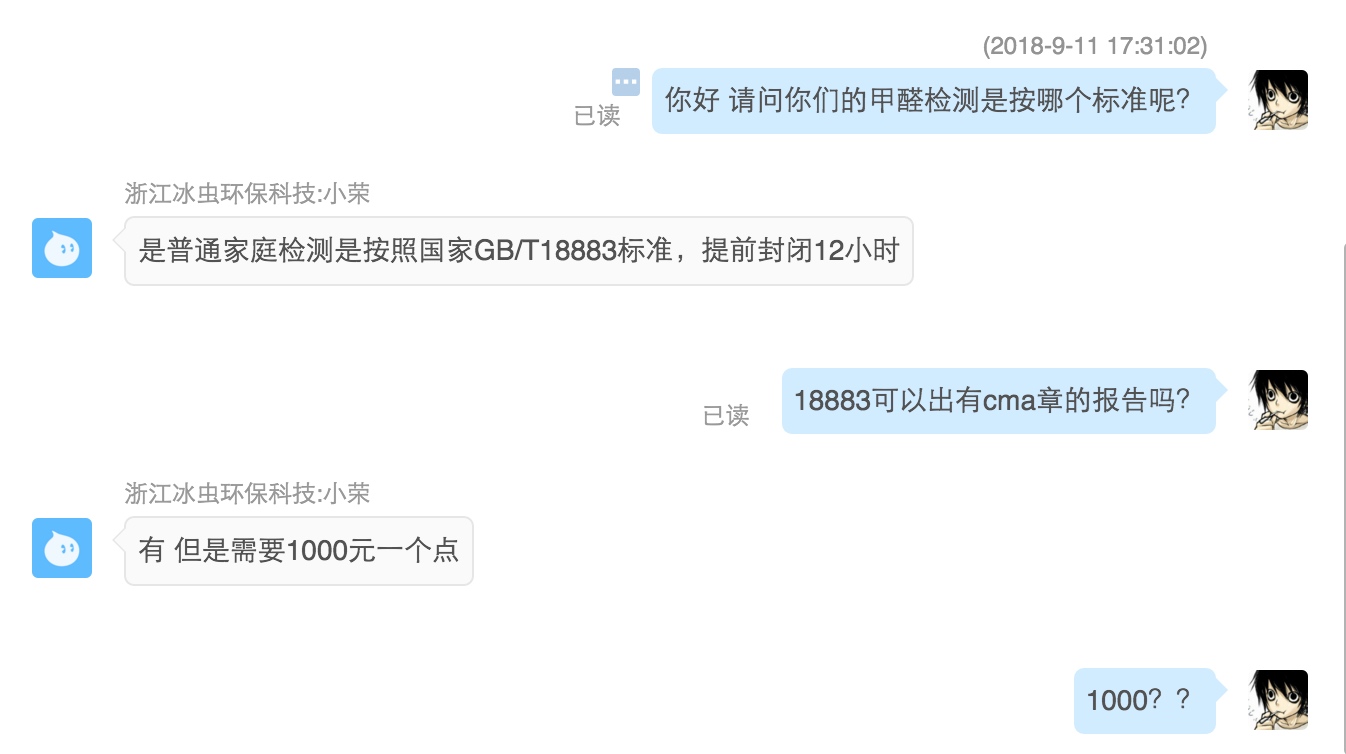 (2018-9-11 17:31:02)
你好 请问你们的甲醛检测是按哪个标准呢?
已读
浙江冰虫环保科技:小荣
是普通家庭检测是按照国家GB/T18883标准，提前封闭12小时
18883可以出有cma章的报告吗?
已读
浙江冰虫环保科技:小荣
有 但是需要1000元一个点
1000? ?